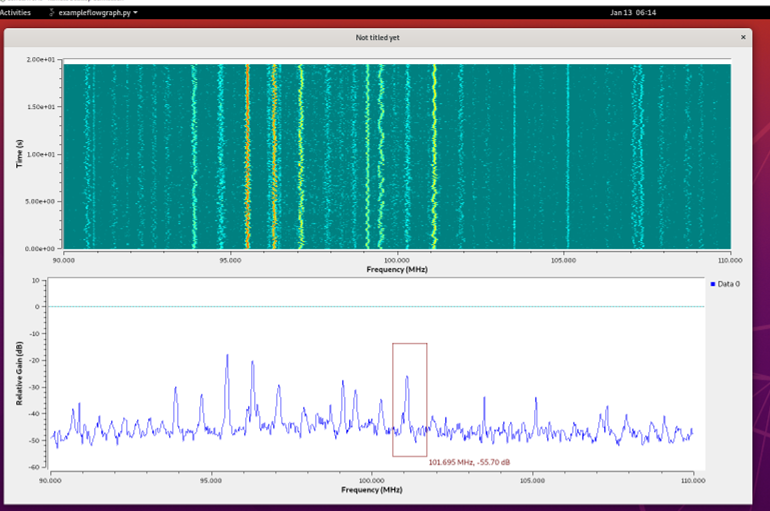 Activities exampleflowgraph.py Jan 13 06:14
Not titled yet
2.00e+01
1.50e+01
1.00e+01
5.00e+00
0.00e+00
Time (s)
90.000 95.000 100.000 105.000 110.000
Frequency (MHz)
10
0
-10
-20
-30
-40
-50
-60
Relative Gain (dB)
Data 0
101.695 MHz, -55.70 dB
90.000 95.000 100.000 105.000 110.000
Frequency (MHz)